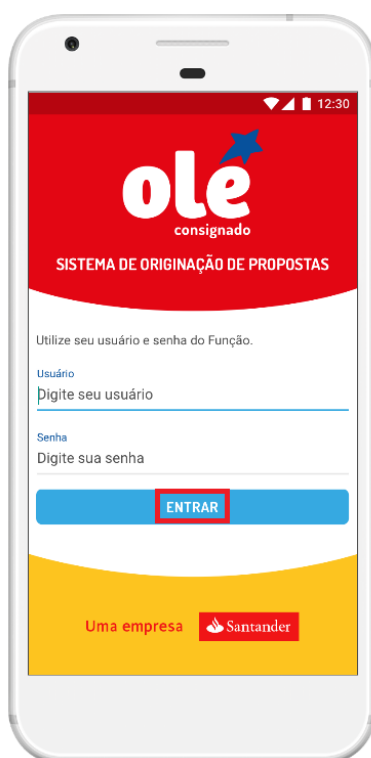 12:30
olé
consignado
SISTEMA DE ORIGINAÇÃO DE PROPOSTAS
Utilize seu usuário e senha do Função.
Usuário
Digite seu usuário
Senha
Digite sua senha
ENTRAR
Uma empresa Santander